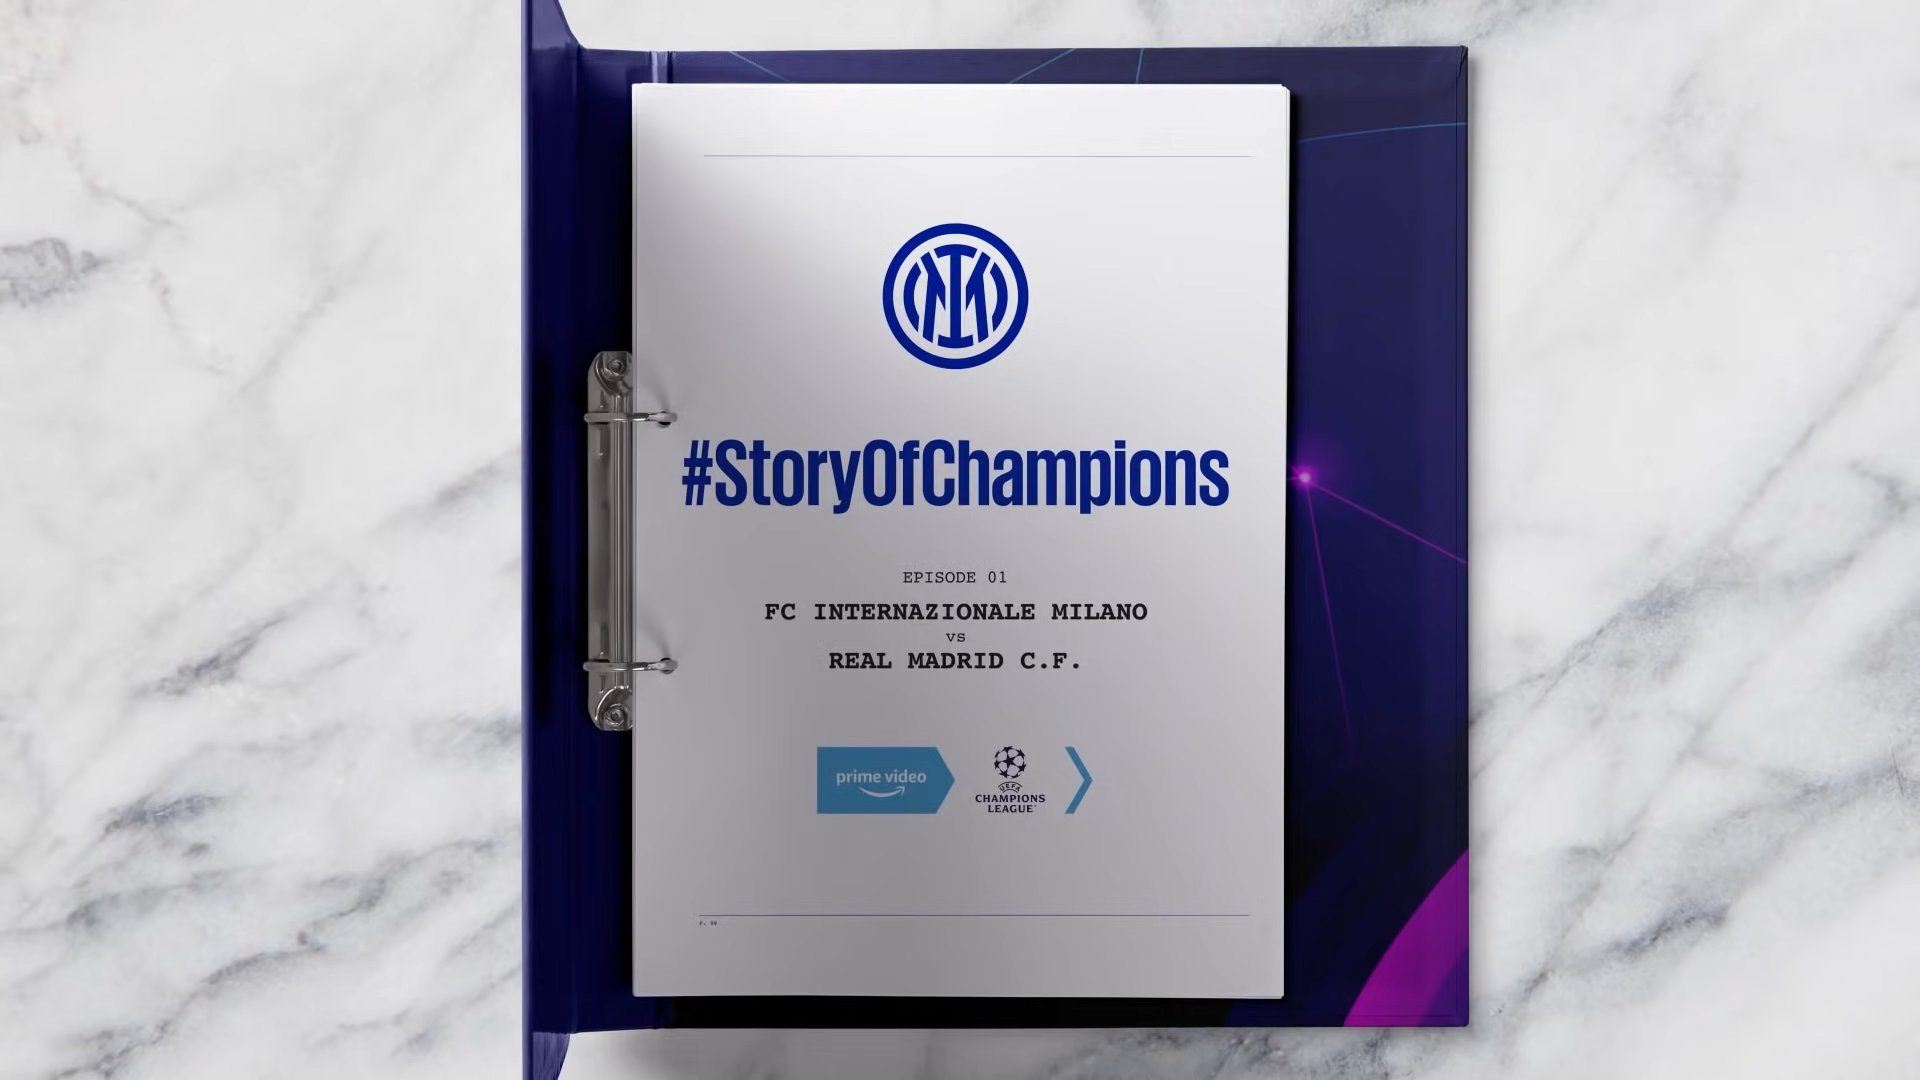 #StoryOfChampions
EPISODE 01
FC INTERNAZIONALE MILANO
vs
REAL MADRID C.F.
prime video
UEFA
CHAMPIONS
LEAGUE